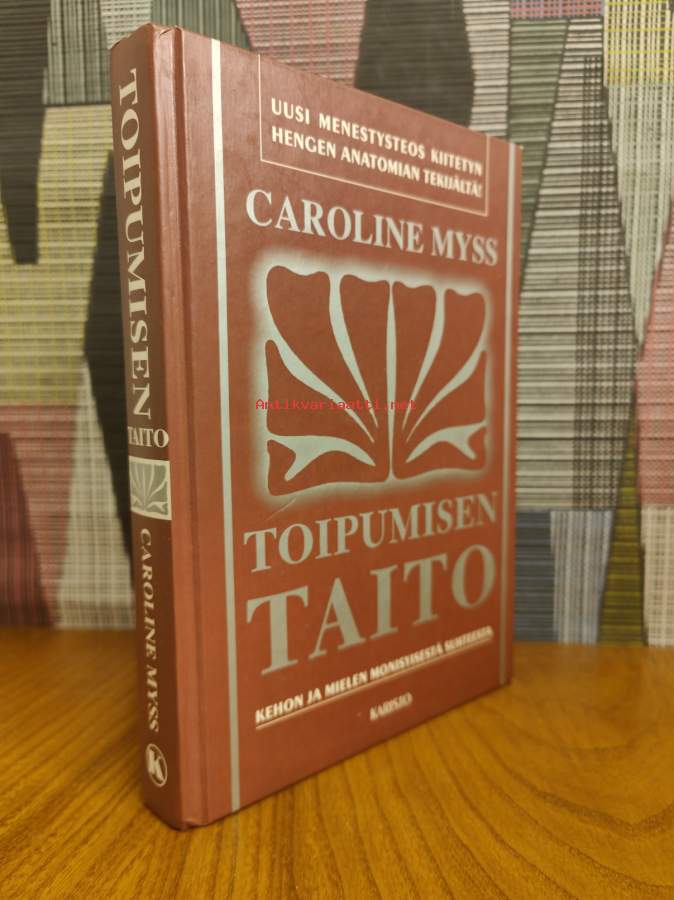 UUSI MENESTYSTEOS KIITETYN
HENGEN ANATOMIAN TEKIJÄLTÄ!
CAROLINE MYSS
Antikvariaatti.net
TOIPUMISEN
TAITO
KEHON JA MIELEN MONISYISESTÄ SUHTEESTA
KARISTO
TOIPUMISEN
TAITO
CAROLINE MYSS
K